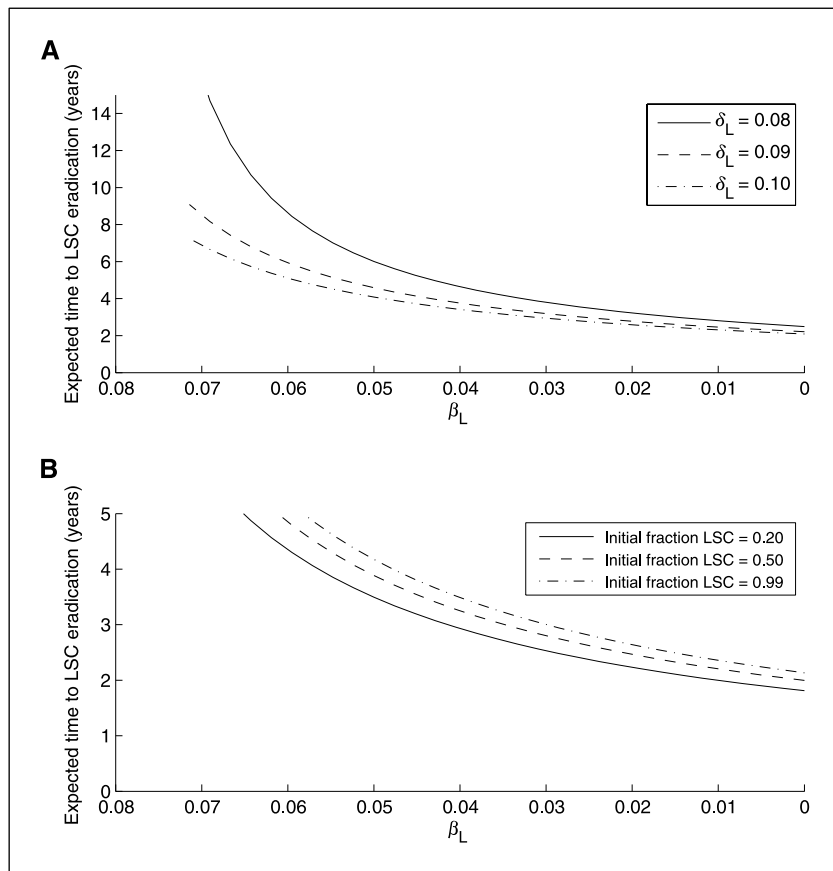 A
Expected time to LSC eradication (years)
14
12
10
8
6
4
2
0
δL = 0.08
δL = 0.09
δL = 0.10
0.08 0.07 0.06 0.05 0.04 0.03 0.02 0.01 0
βL
B
Expected time to LSC eradication (years)
5
4
3
2
1
0
Initial fraction LSC = 0.20
Initial fraction LSC = 0.50
Initial fraction LSC = 0.99
0.08 0.07 0.06 0.05 0.04 0.03 0.02 0.01 0
βL